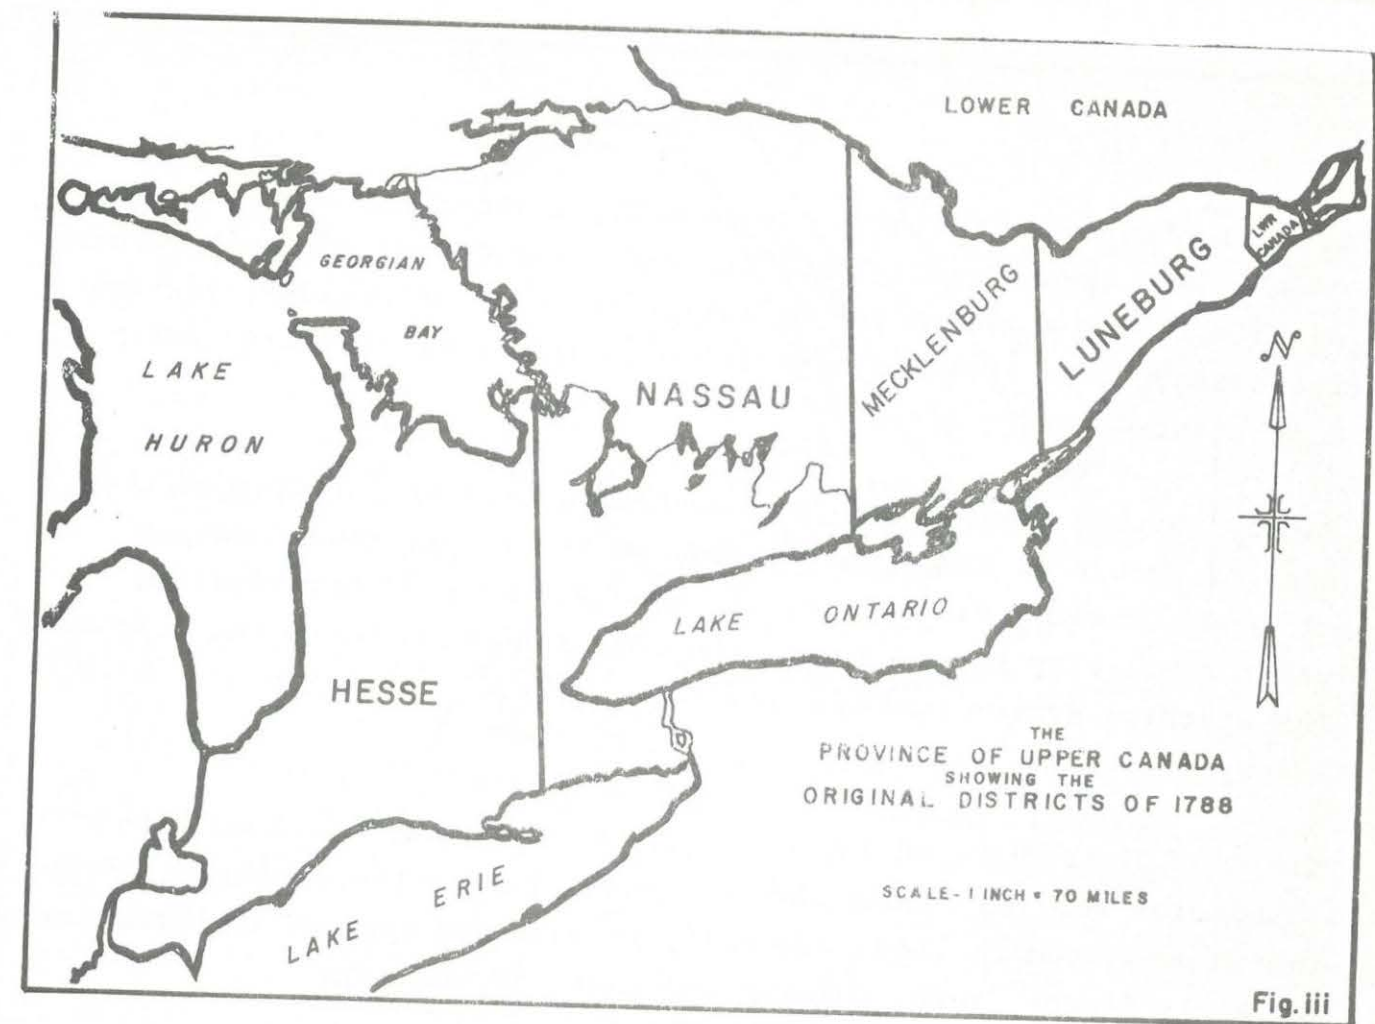 LOWER CANADA
LWR
CANADA
GEORGIAN
BAY
LAKE
HURON
NASSAU
MECKLENBURG
LUNEBURG
N
LAKE ONTARIO
HESSE
LAKE ERIE
THE
PROVINCE OF UPPER CANADA
SHOWING THE
ORIGINAL DISTRICTS OF 1788
SCALE-1 INCH = 70 MILES
Fig. iii